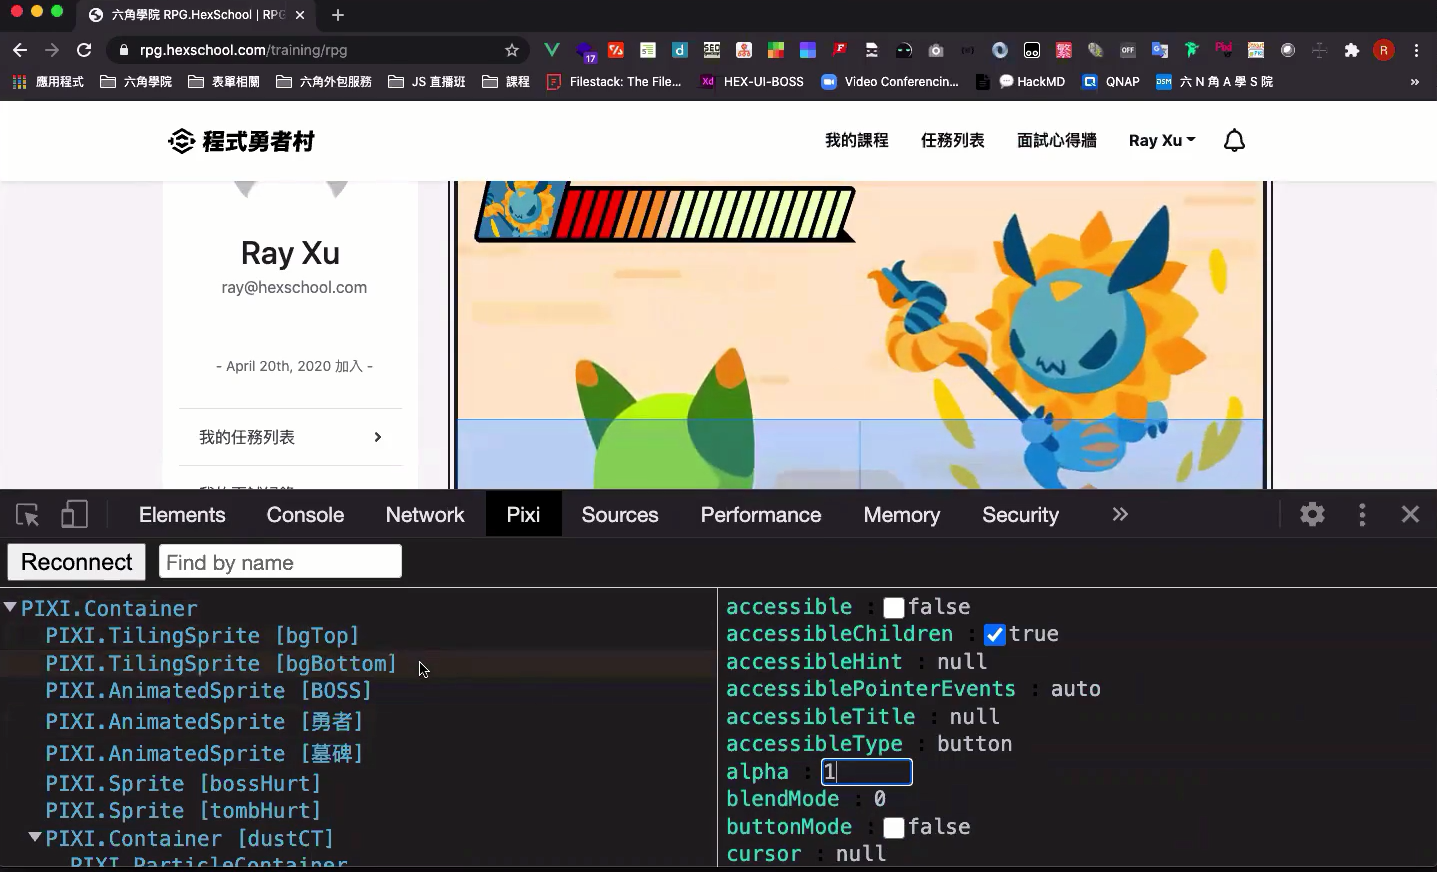 六角學院 RPG.HexSchool | RPG
rpg.hexschool.com/training/rpg
17
SEO
OFF
繁
R
應用程式
六角學院
表單相關
六角外包服務
JS 直播班
課程
Filestack: The File...
Xd
HEX-UI-BOSS
Video Conferencin...
HackMD
QNAP
DSM
六 N 角 A 學 S 院
»
程式勇者村
我的課程
任務列表
面試心得牆
Ray Xu
Ray Xu
ray@hexschool.com
- April 20th, 2020 加入 -
我的任務列表
Elements
Console
Network
Pixi
Sources
Performance
Memory
Security
»
Reconnect
Find by name
PIXI.Container
PIXI.TilingSprite [bgTop]
PIXI.TilingSprite [bgBottom]
PIXI.AnimatedSprite [BOSS]
PIXI.AnimatedSprite [勇者]
PIXI.AnimatedSprite [墓碑]
PIXI.Sprite [bossHurt]
PIXI.Sprite [tombHurt]
PIXI.Container [dustCT]
PIXI.ParticleContainer
accessible : false
accessibleChildren : true
accessibleHint : null
accessiblePointerEvents : auto
accessibleTitle : null
accessibleType : button
alpha : 1
blendMode : 0
buttonMode : false
cursor : null